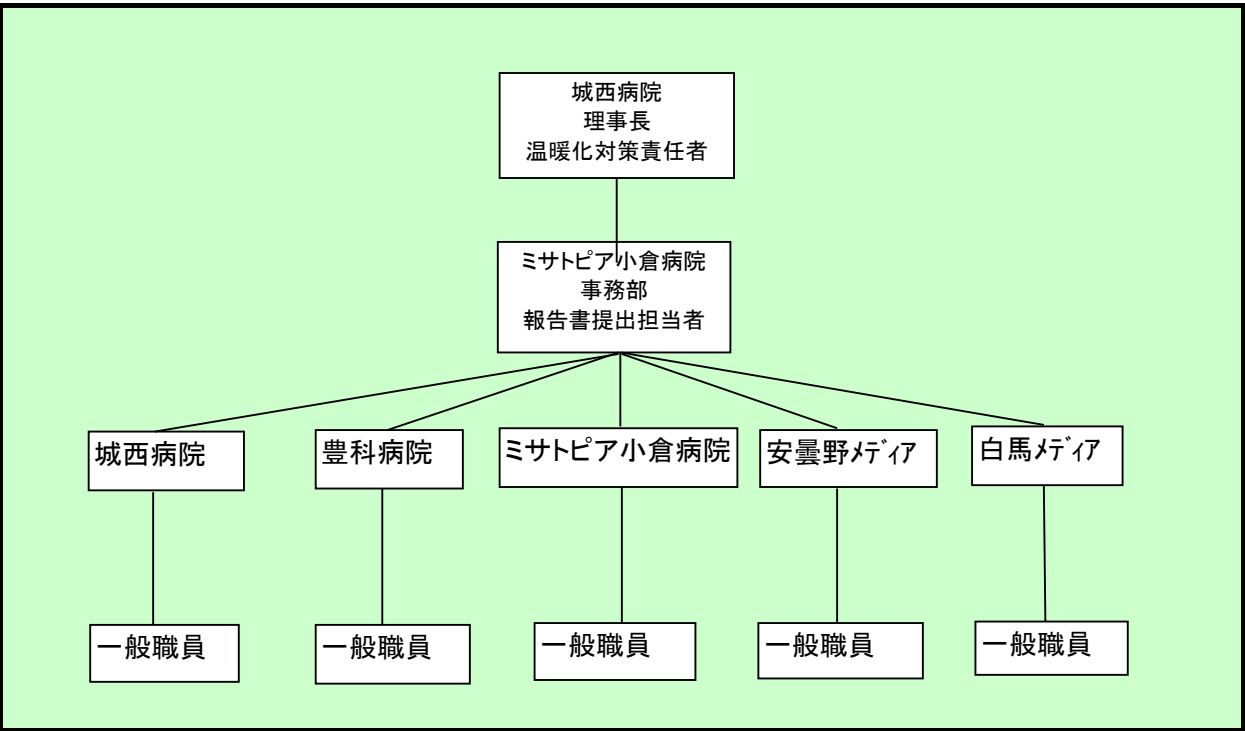 城西病院
理事長
温暖化対策責任者
ミサトピア小倉病院
事務部
報告書提出担当者
城西病院
豊科病院
ミサトピア小倉病院
安曇野ﾒﾃﾞｨｱ
白馬ﾒﾃﾞｨｱ
一般職員
一般職員
一般職員
一般職員
一般職員